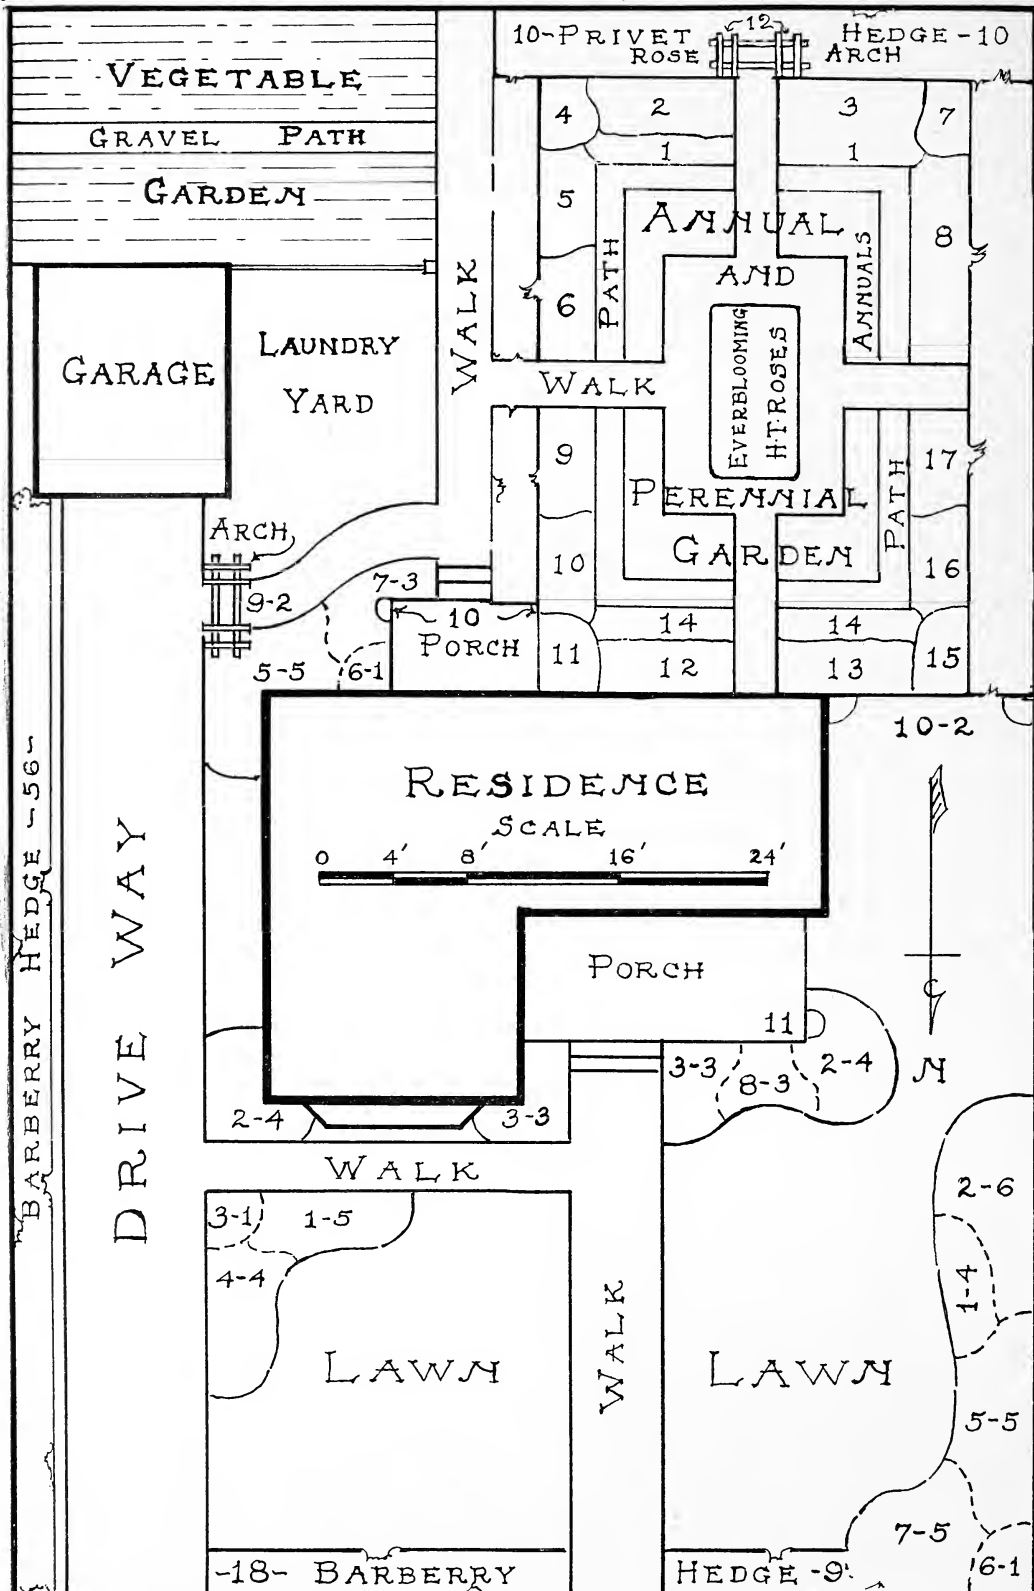 -12-
10-PRIVET HEDGE-10
ROSE ARCH
VEGETABLE
GRAVEL PATH
GARDEN
4 2 3 7
1 1
5
ANNUAL
8
PATH
AND
ANNUALS
6
WALK
EVERBLOOMING
H.T. ROSES
GARAGE
LAUNDRY
YARD
WALK
9
17
PERENNIAL
PATH
GARDEN
10
16
ARCH
7-3
9-2
10
PORCH
14 14
11 12 13 15
5-5 6-1
10-2
RESIDENCE
SCALE
0 4' 8' 16' 24'
BARBERRY HEDGE -56-
DRIVE WAY
PORCH
11
3-3 8-3 2-4
N
2-4 3-3
WALK
3-1 1-5
4-4
2-6
1-4
WALK
LAWN LAWN
5-5
7-5
6-1
-18- BARBERRY HEDGE -9-